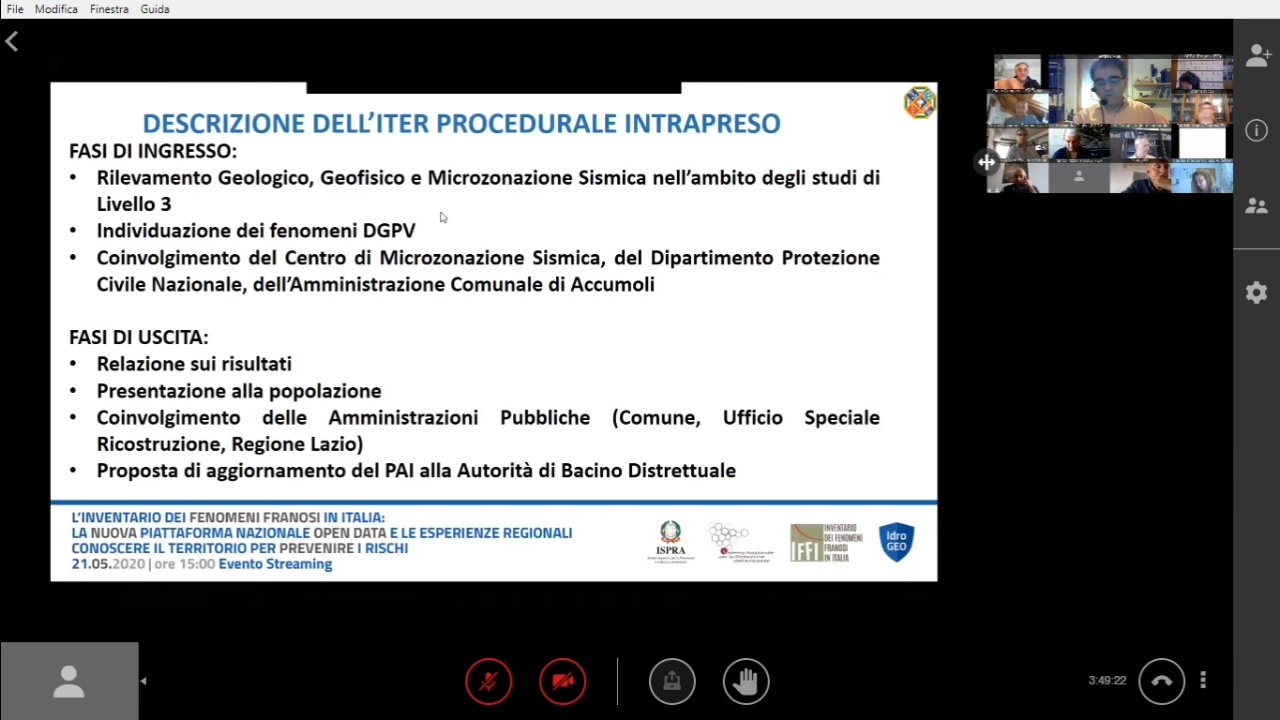 File Modifica Finestra Guida
DESCRIZIONE DELL'ITER PROCEDURALE INTRAPRESO
FASI DI INGRESSO:
• Rilevamento Geologico, Geofisico e Microzonazione Sismica nell'ambito degli studi di
Livello 3
• Individuazione dei fenomeni DGPV
• Coinvolgimento del Centro di Microzonazione Sismica, del Dipartimento Protezione
Civile Nazionale, dell'Amministrazione Comunale di Accumoli
FASI DI USCITA:
• Relazione sui risultati
• Presentazione alla popolazione
• Coinvolgimento delle Amministrazioni Pubbliche (Comune, Ufficio Speciale
Ricostruzione, Regione Lazio)
• Proposta di aggiornamento del PAI alla Autorità di Bacino Distrettuale
L'INVENTARIO DEI FENOMENI FRANOSI IN ITALIA:
LA NUOVA PIATTAFORMA NAZIONALE OPEN DATA E LE ESPERIENZE REGIONALI
CONOSCERE IL TERRITORIO PER PREVENIRE I RISCHI
21.05.2020 | ore 15:00 Evento Streaming
ISPRA
IFFI
INVENTARIO
DEI FENOMENI
FRANOSI
IN ITALIA
Idro
GEO
3:49:22